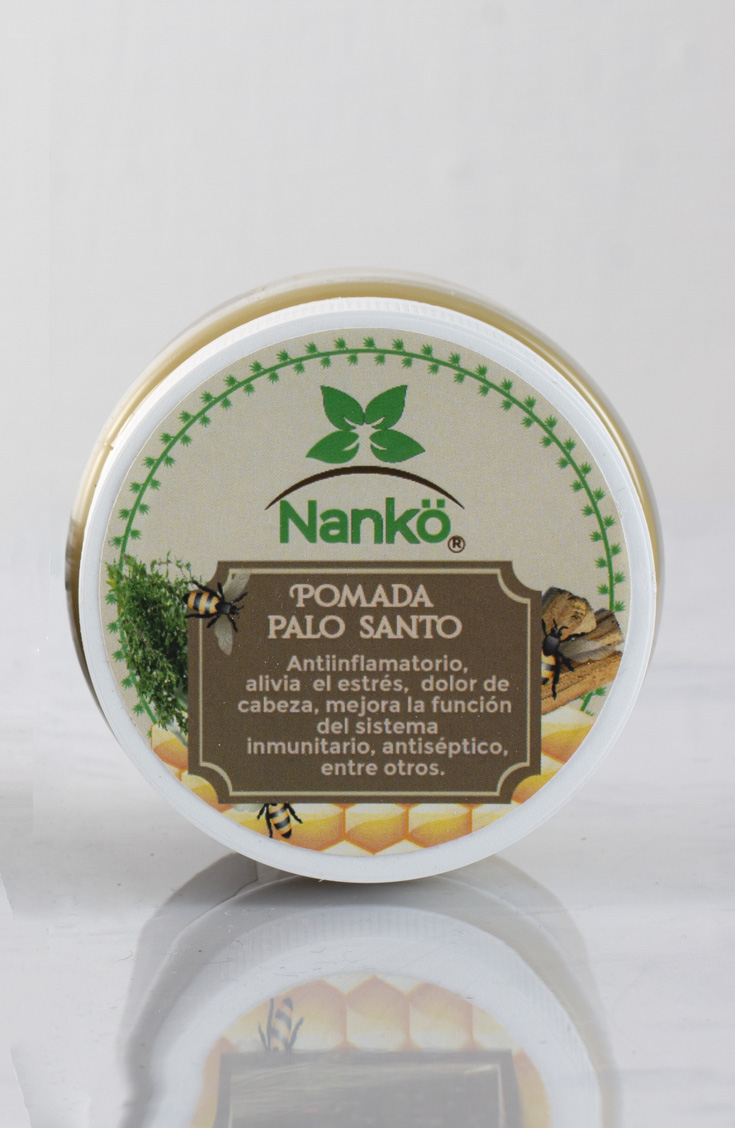 Nankö®
POMADA
PALO SANTO
Antiinflamatorio,
alivia el estrés, dolor de
cabeza, mejora la función
del sistema
inmunitario, antiséptico,
entre otros.